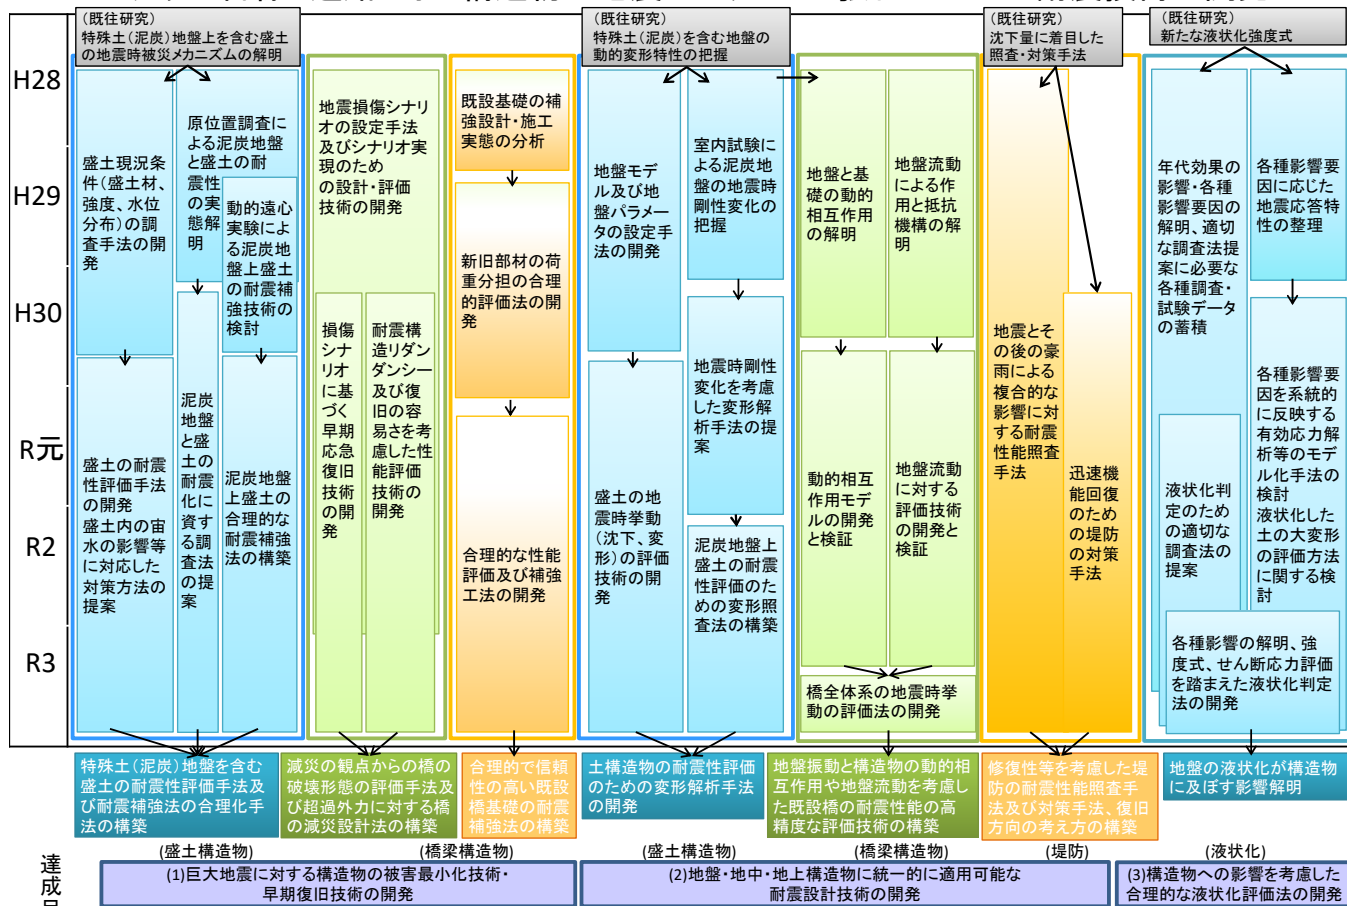 (既往研究)
特殊土(泥炭)地盤上を含む盛土
の地震時被災メカニズムの解明
(既往研究)
特殊土(泥炭)を含む地盤の
動的変形特性の把握
(既往研究)
沈下量に着目した
照査・対策手法
(既往研究)
新たな液状化強度式
H28
H29
H30
R元
R2
R3
盛土現況条
件(盛土材、
強度、水位
分布)の調
査手法の開
発
原位置調査に
よる泥炭地盤
と盛土の耐
震性
の実
態解
明
動的遠心
実験によ
る泥炭地
盤上盛土
の耐震補
強技術の
検討
盛土の耐震
性評価手法
の開発
盛土内の宙
水の影響等
に対応した
対策方法の
提案
泥炭
地盤
と盛
土の
耐震
化に
資す
る調
査法
の提
案
泥炭地盤
上盛土の
合理的な
耐震補強
法の構築
地震損傷シナリ
オの設定手法
及びシナリオ実
現のため
の設計・評価
技術の開発
損傷
シナ
リオ
に基
づく
早期
応急
復旧
技術
の開
発
耐震構
造リダン
ダンシー
及び復
旧の容
易さを考
慮した性
能評価
技術の
開発
既設基礎の補
強設計・施工
実態の分析
新旧部材の荷
重分担の合理
的評価法の開
発
合理的な性能
評価及び補強
工法の開発
地盤モデ
ル及び地
盤パラメー
タの設定手
法の開発
室内試験に
よる泥炭地
盤の地震時
剛性変化の
把握
地震時剛性
変化を考慮
した変形解
析手法の提
案
盛土の地
震時挙動
(沈下、変
形)の評価
技術の開
発
泥炭地盤上
盛土の耐震
性評価のた
めの変形照
査法の構築
地盤と基
礎の動的
相互作用
の解明
地盤流動
による作
用と抵抗
機構の解
明
動的相互
作用モデ
ルの開発
と検証
地盤流動
に対する
評価技術
の開発と
検証
橋全体系の地震時挙
動の評価法の開発
地震とそ
の後の豪
雨による
複合的な
影響に対
する耐震
性能照査
手法
迅速機
能回復
のため
の堤防
の対策
手法
年代効果の
影響・各種
影響要因の
解明、適切
な調査法提
案に必要な
各種調査・
試験データ
の蓄積
各種影響要
因に応じた
地震応答特
性の整理
各種影響要
因を系統的
に反映する
有効応力解
析等のモデ
ル化手法の
検討
液状化した
土の大変形
の評価方法
に関する検
討
液状化判
定のため
の適切な
調査法の
提案
各種影響の解明、強
度式、せん断応力評価
を踏まえた液状化判定
法の開発
特殊土(泥炭)地盤を含む
盛土の耐震性評価手法及
び耐震補強法の合理化手
法の構築
減災の観点からの橋の
破壊形態の評価手法及
び超過外力に対する橋
の減災設計法の構築
合理的で信頼
性の高い既設
橋基礎の耐震
補強法の構築
土構造物の耐震性評価
のための変形解析手法
の開発
地盤振動と構造物の動的相
互作用や地盤流動を考慮し
た既設橋の耐震性能の高
精度な評価技術の構築
修復性等を考慮した堤
防の耐震性能照査手
法及び対策手法、復旧
方向の考え方の構築
地盤の液状化が構造物
に及ぼす影響解明
(盛土構造物)
(橋梁構造物)
(盛土構造物)
(橋梁構造物)
(堤防)
(液状化)
達
成
(1)巨大地震に対する構造物の被害最小化技術・
早期復旧技術の開発
(2)地盤・地中・地上構造物に統一的に適用可能な
耐震設計技術の開発
(3)構造物への影響を考慮した
合理的な液状化評価法の開発